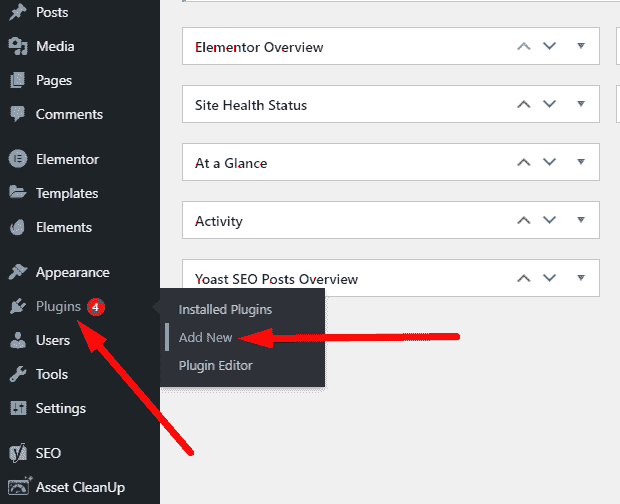 Posts
Media
Pages
Comments
Elementor
Templates
Elements
Appearance
Plugins 4
Users
Tools
Settings
SEO
Asset CleanUp
Installed Plugins
Add New
Plugin Editor
Elementor Overview
Site Health Status
At a Glance
Activity
Yoast SEO Posts Overview